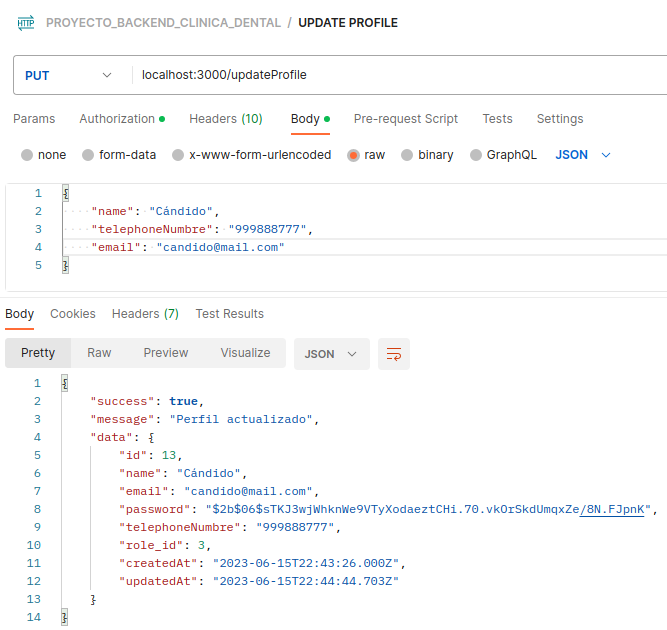 HTTP PROYECTO_BACKEND_CLINICA_DENTAL / UPDATE PROFILE
PUT localhost:3000/updateProfile
Params Authorization Headers (10) Body Pre-request Script Tests Settings
none form-data x-www-form-urlencoded raw binary GraphQL JSON
1 {
2 "name": "Cándido",
3 "telephoneNumbre": "999888777",
4 "email": "candido@mail.com"
5 }
Body Cookies Headers (7) Test Results
Pretty Raw Preview Visualize JSON
1 {
2 "success": true,
3 "message": "Perfil actualizado",
4 "data": {
5 "id": 13,
6 "name": "Cándido",
7 "email": "candido@mail.com",
8 "password": "$2b$06$sTKJ3wjWhknWe9VTyXodaeztCHi.70.vkOrSkdUmqxZe/8N.FJpnK",
9 "telephoneNumbre": "999888777",
10 "role_id": 3,
11 "createdAt": "2023-06-15T22:43:26.000Z",
12 "updatedAt": "2023-06-15T22:44:44.703Z"
13 }
14 }